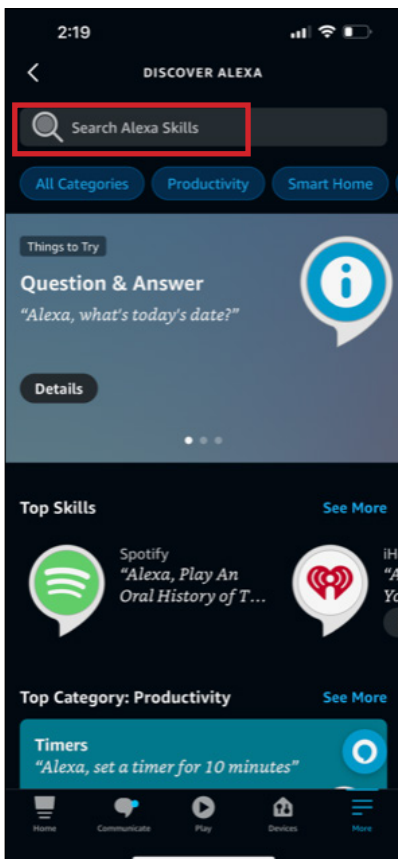 2:19
DISCOVER ALEXA
Search Alexa Skills
All Categories
Productivity
Smart Home
Things to Try
Question & Answer
“Alexa, what's today's date?”
Details
Top Skills
See More
Spotify
“Alexa, Play An
Oral History of T...
Top Category: Productivity
See More
Timers
“Alexa, set a timer for 10 minutes”
Home
Communicate
Play
Devices
More